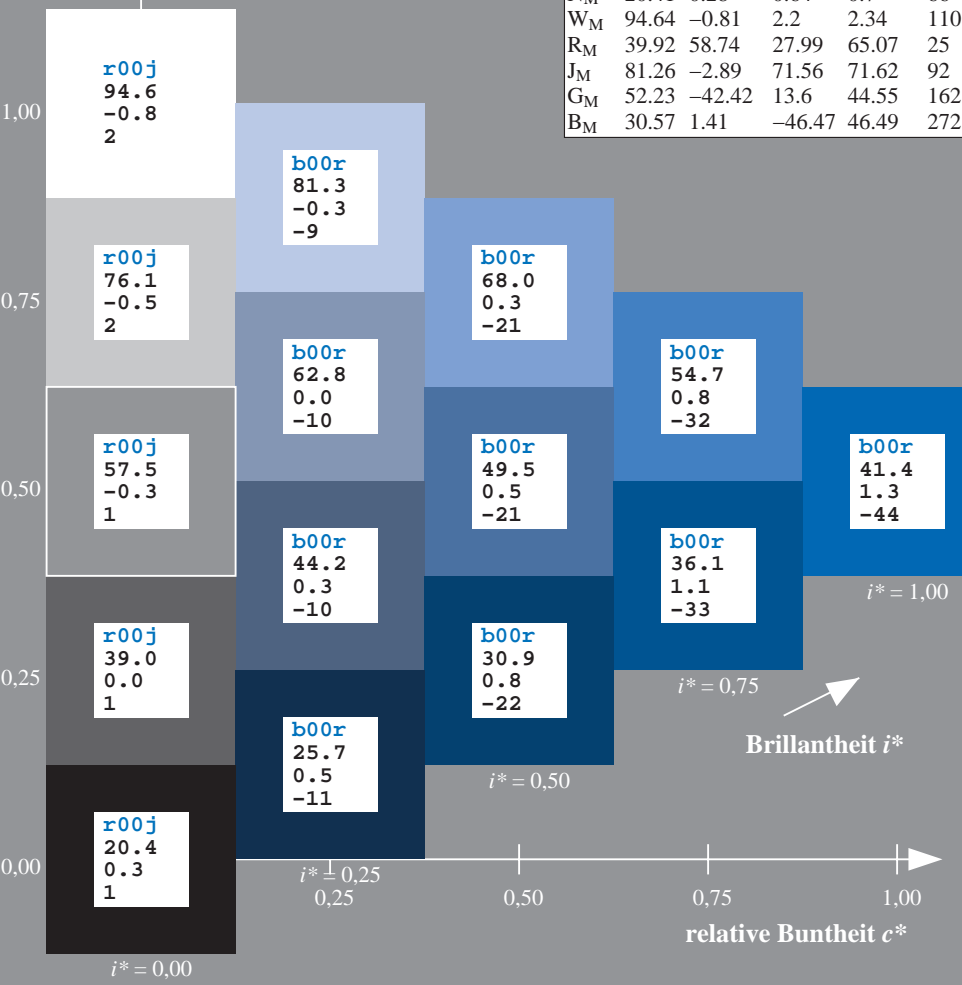 W_M 94.64 −0.81 2.2 2.34 110
R_M 39.92 58.74 27.99 65.07 25
J_M 81.26 −2.89 71.56 71.62 92
G_M 52.23 −42.42 13.6 44.55 162
B_M 30.57 1.41 −46.47 46.49 272
1,00
r00j
94.6
-0.8
2
b00r
81.3
-0.3
-9
0,75
r00j
76.1
-0.5
2
b00r
68.0
0.3
-21
b00r
62.8
0.0
-10
b00r
54.7
0.8
-32
0,50
r00j
57.5
-0.3
1
b00r
49.5
0.5
-21
b00r
41.4
1.3
-44
b00r
44.2
0.3
-10
b00r
36.1
1.1
-33
i* = 1,00
0,25
r00j
39.0
0.0
1
b00r
30.9
0.8
-22
i* = 0,75
Brillantheit i*
b00r
25.7
0.5
-11
i* = 0,50
0,00
r00j
20.4
0.3
1
i* = 0,25
0,25 0,50 0,75 1,00
relative Buntheit c*
i* = 0,00